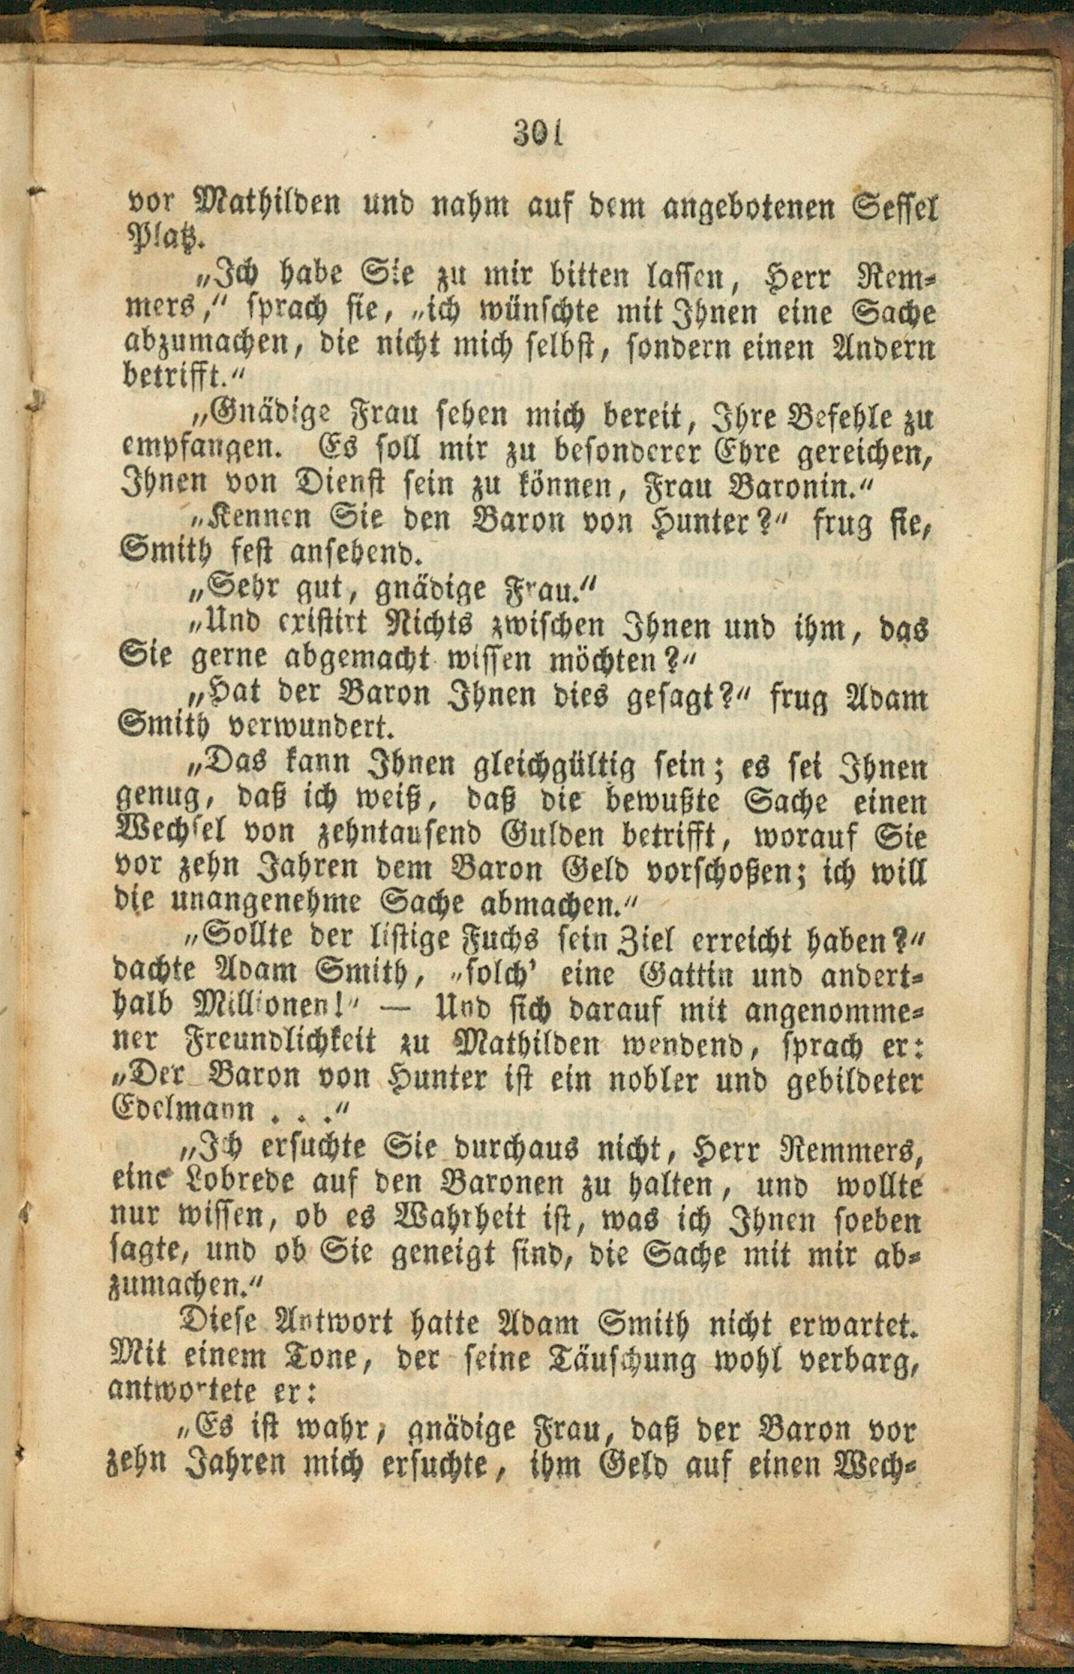 301
vor Mathilden und nahm auf dem angebotenen Sessel
Platz.
„Ich habe Sie zu mir bitten lassen, Herr Rem-
mers,“ sprach sie, „ich wünschte mit Ihnen eine Sache
abzumachen, die nicht mich selbst, sondern einen Andern
betrifft.“
„Gnädige Frau sehen mich bereit, Ihre Befehle zu
empfangen. Es soll mir zu besonderer Ehre gereichen,
Ihnen von Dienst sein zu können, Frau Baronin.“
„Kennen Sie den Baron von Hunter?“ frug sie,
Smith fest ansehend.
„Sehr gut, gnädige Frau.“
„Und existirt Nichts zwischen Ihnen und ihm, das
Sie gerne abgemacht wissen möchten?“
„Hat der Baron Ihnen dies gesagt?“ frug Adam
Smith verwundert.
„Das kann Ihnen gleichgültig sein; es sei Ihnen
genug, daß ich weiß, daß die bewußte Sache einen
Wechsel von zehntausend Gulden betrifft, worauf Sie
vor zehn Jahren dem Baron Geld vorschoßen; ich will
die unangenehme Sache abmachen.“
„Sollte der listige Fuchs sein Ziel erreicht haben?“
dachte Adam Smith, „solch’ eine Gattin und andert-
halb Millionen!“ — Und sich darauf mit angenomme-
ner Freundlichkeit zu Mathilden wendend, sprach er:
„Der Baron von Hunter ist ein nobler und gebildeter
Edelmann . . .“
„Ich ersuchte Sie durchaus nicht, Herr Remmers,
eine Lobrede auf den Baronen zu halten, und wollte
nur wissen, ob es Wahrheit ist, was ich Ihnen soeben
sagte, und ob Sie geneigt sind, die Sache mit mir ab-
zumachen.“
Diese Antwort hatte Adam Smith nicht erwartet.
Mit einem Tone, der seine Täuschung wohl verbarg,
antwortete er:
„Es ist wahr, gnädige Frau, daß der Baron vor
zehn Jahren mich ersuchte, ihm Geld auf einen Wech-